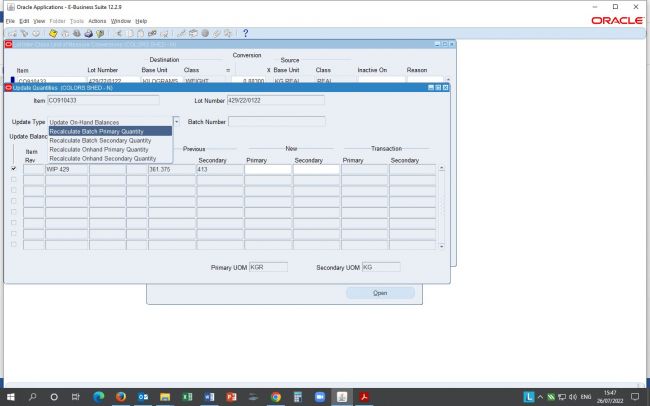 Oracle Applications - E-Business Suite 12.2.9
File Edit View Folder Tools Actions Window Help
ORACLE
Lot Inter-Class Unit of Measure Conversions (COLORS SHED - N)
Conversion
Destination Source
Item Lot Number Base Unit Class = X Base Unit Class Inactive On Reason
CO910433 429/22/0122 KILOGRAMS WEIGHT 0.88300 KG REAL REAL
Update Quantities (COLORS SHED - N)
Item CO910433 Lot Number 429/22/0122
Update Type Update On-Hand Balances Batch Number
Recalculate Batch Primary Quantity
Recalculate Batch Secondary Quantity
Recalculate Onhand Primary Quantity
Recalculate Onhand Secondary Quantity
Update Balanc
Previous New Transaction
Item Rev Secondary Primary Secondary Primary Secondary
WIP 429 361.375 413
Primary UOM KGR Secondary UOM KG
Open
ENG
15:47
26/07/2022